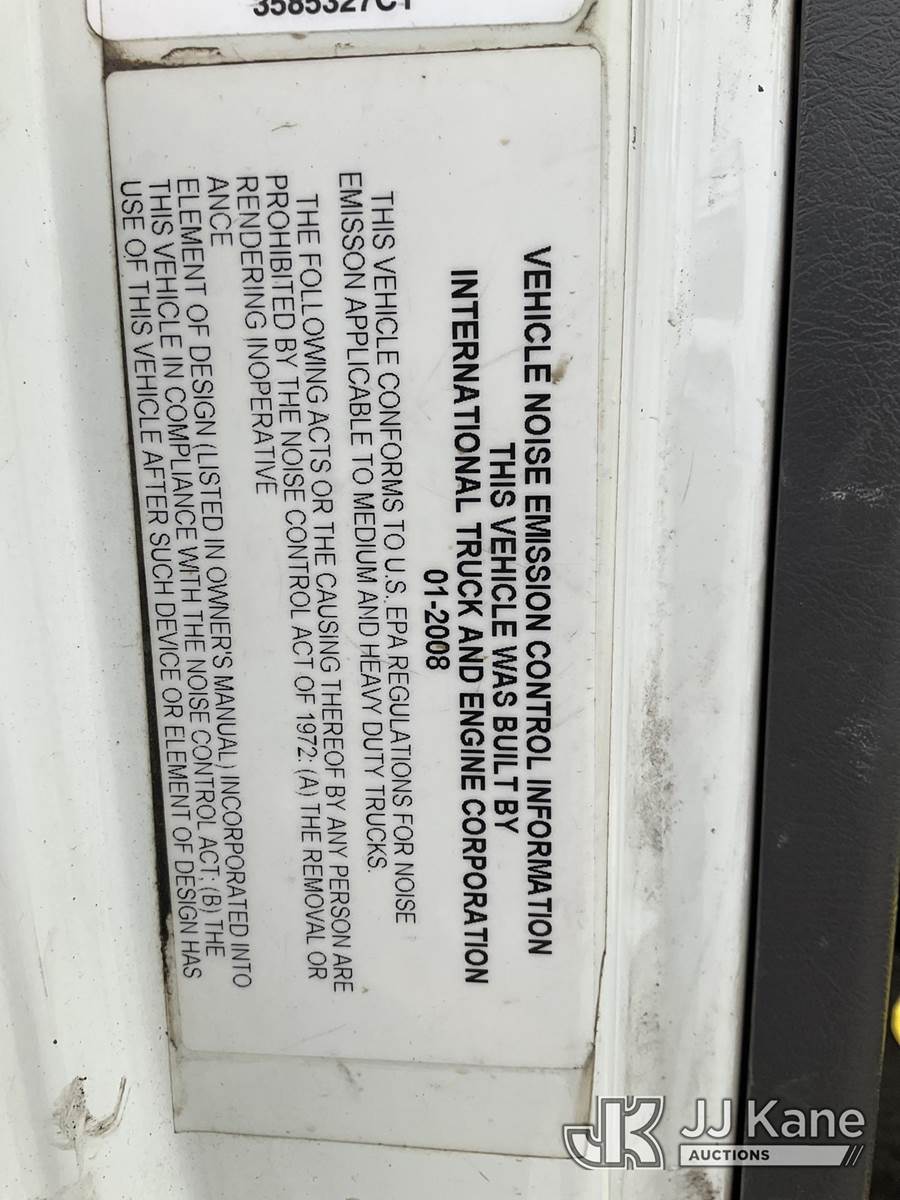 3585327C1
VEHICLE NOISE EMISSION CONTROL INFORMATION
THIS VEHICLE WAS BUILT BY
INTERNATIONAL TRUCK AND ENGINE CORPORATION
01-2008
THIS VEHICLE CONFORMS TO U.S. EPA REGULATIONS FOR NOISE
EMISSON APPLICABLE TO MEDIUM AND HEAVY DUTY TRUCKS.
THE FOLLOWING ACTS OR THE CAUSING THEREOF BY ANY PERSON ARE
PROHIBITED BY THE NOISE CONTROL ACT OF 1972: (A) THE REMOVAL OR
RENDERING INOPERATIVE
ANCE
ELEMENT OF DESIGN (LISTED IN OWNER'S MANUAL) INCORPORATED INTO
THIS VEHICLE IN COMPLIANCE WITH THE NOISE CONTROL ACT; (B) THE
USE OF THIS VEHICLE AFTER SUCH DEVICE OR ELEMENT OF DESIGN HAS
JK JJ Kane
AUCTIONS